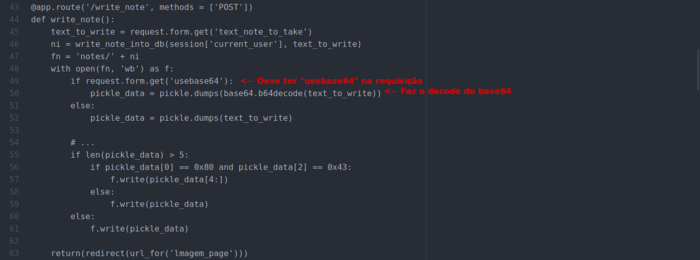 43 @app.route('/write_note', methods = ['POST'])
44 def write_note():
45     text_to_write = request.form.get('text_note_to_take')
46     ni = write_note_into_db(session['current_user'], text_to_write)
47     fn = 'notes/' + ni
48     with open(fn, 'wb') as f:
49         if request.form.get('usebase64'): <-- Deve ter "usebase64" na requisição
50             pickle_data = pickle.dumps(base64.b64decode(text_to_write)) <-- Faz o decode do base64
51         else:
52             pickle_data = pickle.dumps(text_to_write)
53
54         # ...
55         if len(pickle_data) > 5:
56             if pickle_data[0] == 0x80 and pickle_data[2] == 0x43:
57                 f.write(pickle_data[4:])
58             else:
59                 f.write(pickle_data)
60         else:
61             f.write(pickle_data)
62
63     return(redirect(url_for('lmagem_page')))